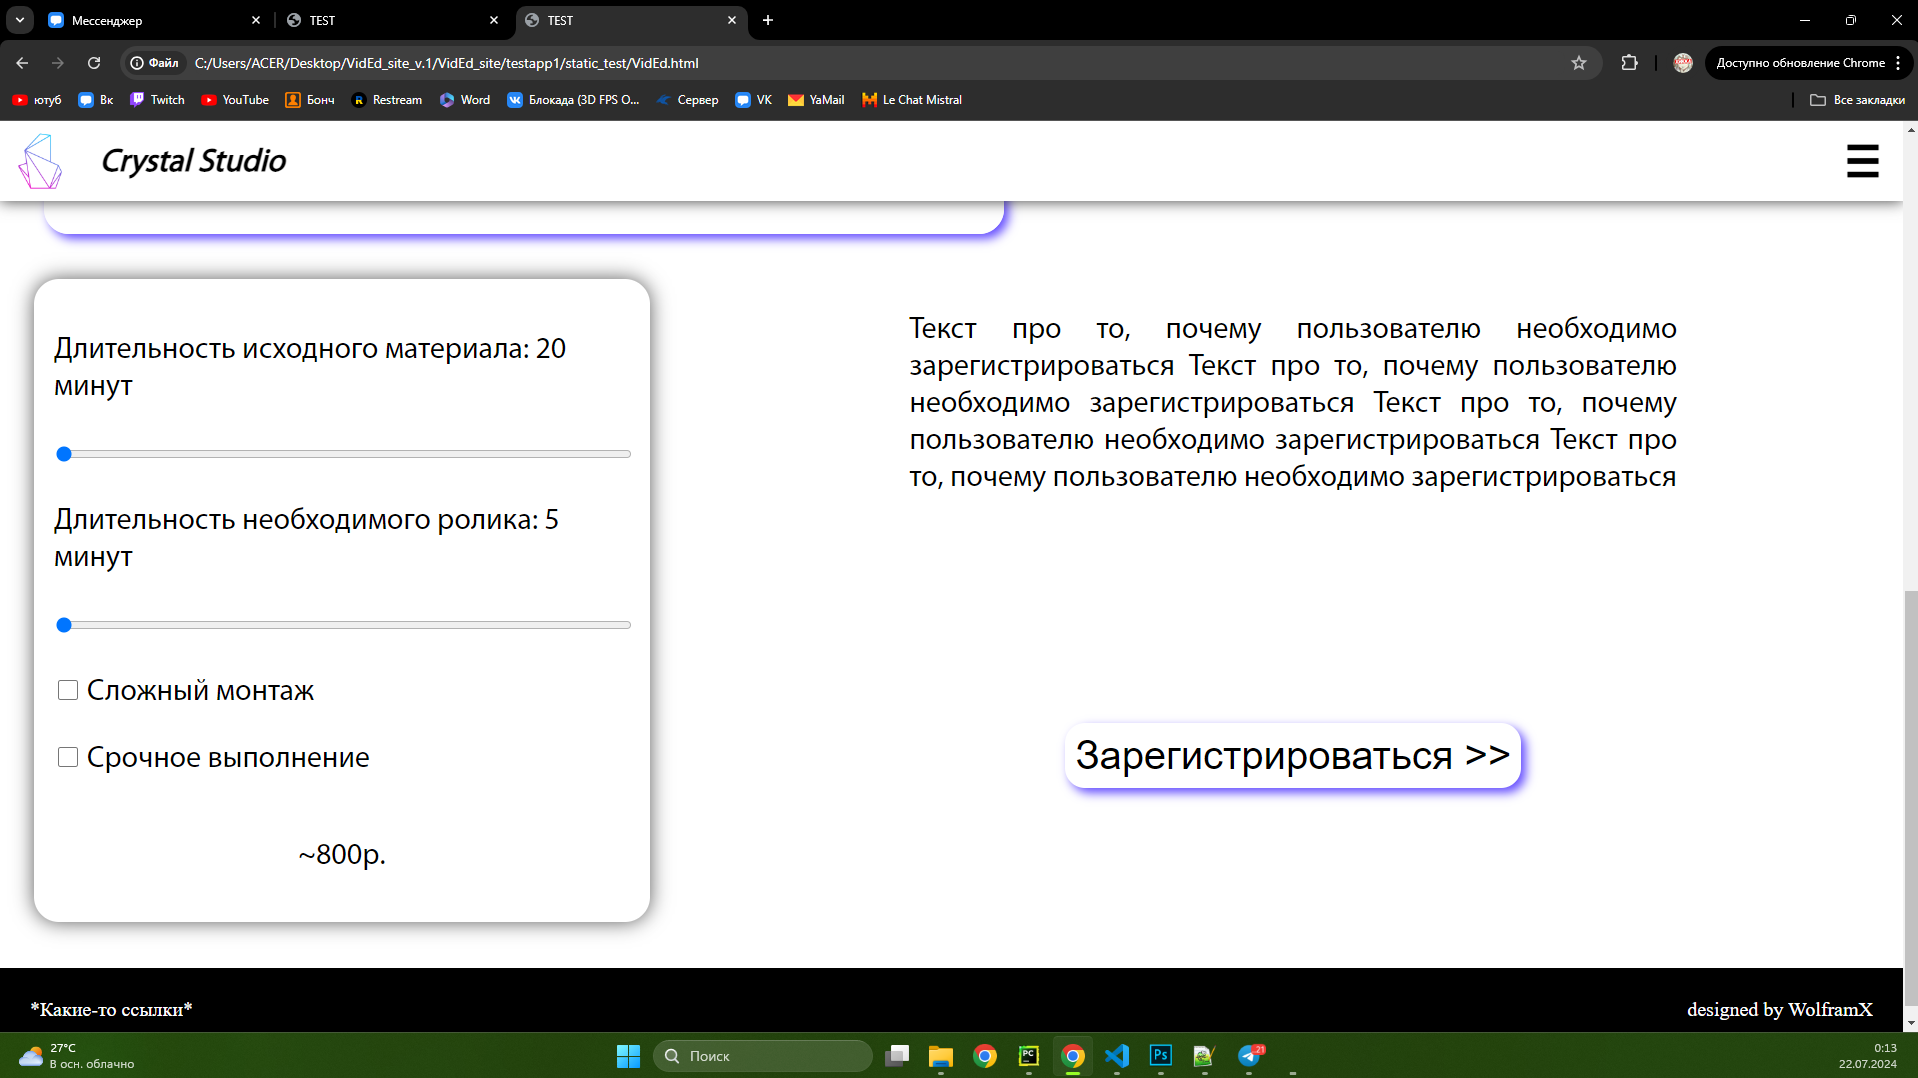 Мессенджер
TEST
TEST
Файл
C:/Users/ACER/Desktop/VidEd_site_v.1/VidEd_site/testapp1/static_test/VidEd.html
Доступно обновление Chrome
ютуб
Вк
Twitch
YouTube
Бонч
Restream
Word
Блокада (3D FPS O...
Сервер
VK
YaMail
Le Chat Mistral
Все закладки
Crystal Studio
Длительность исходного материала: 20
минут
Длительность необходимого ролика: 5
минут
Сложный монтаж
Срочное выполнение
~800р.
Текст про то, почему пользователю необходимо
зарегистрироваться Текст про то, почему пользователю
необходимо зарегистрироваться Текст про то, почему
пользователю необходимо зарегистрироваться Текст про
то, почему пользователю необходимо зарегистрироваться
Зарегистрироваться >>
*Какие-то ссылки*
designed by WolframX
27°C
В осн. облачно
Поиск
PC
Ps
21
0:13
22.07.2024